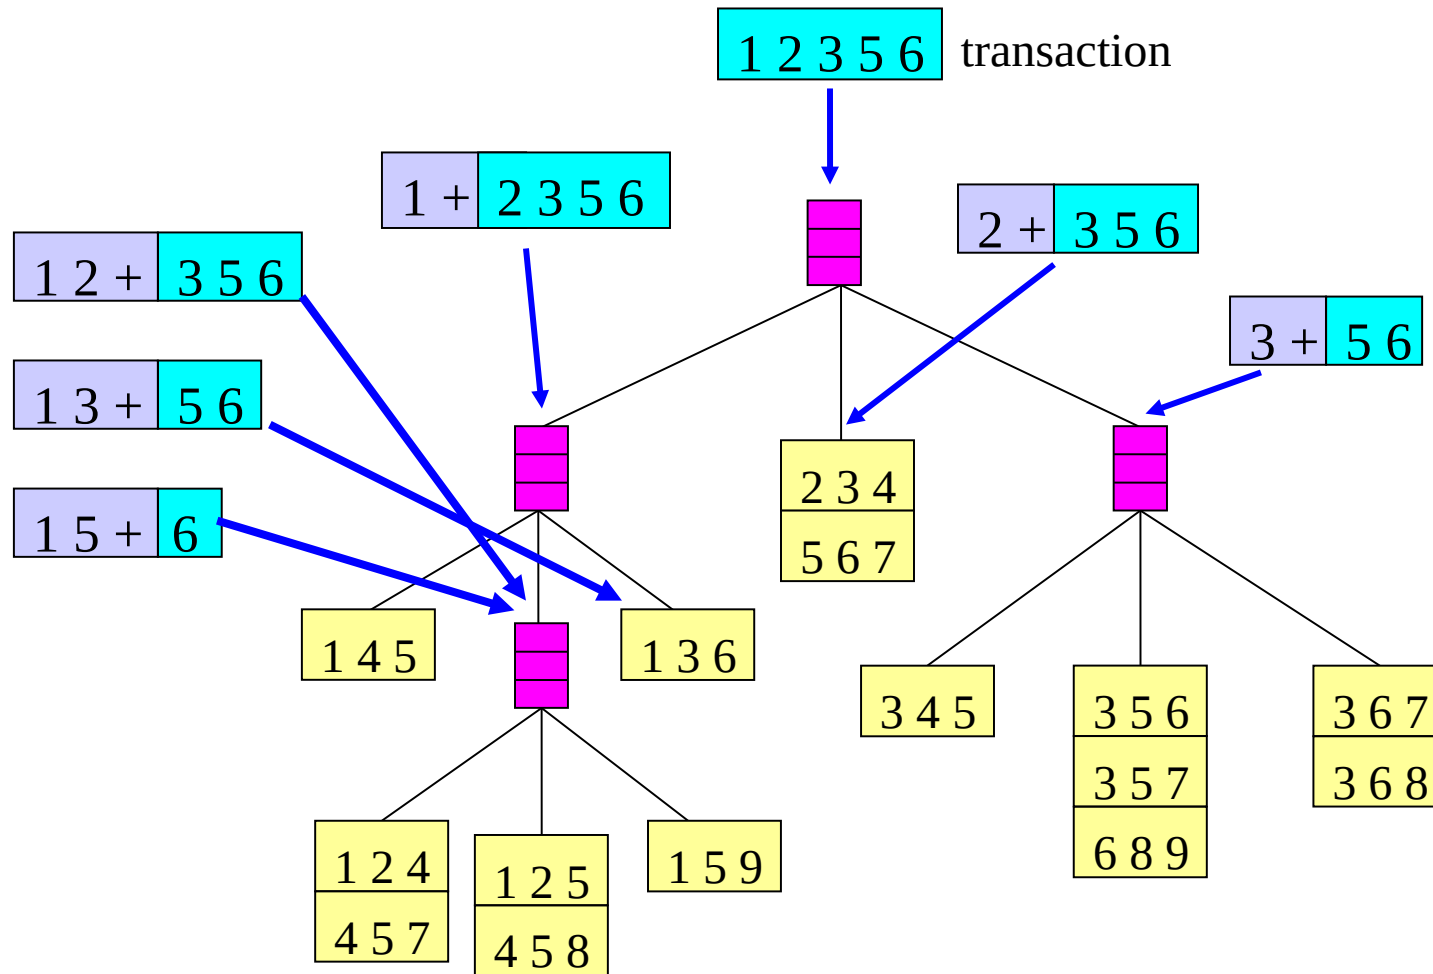 1 2 3 5 6 transaction
1 + 2 3 5 6
2 + 3 5 6
1 2 + 3 5 6
3 + 5 6
1 3 + 5 6
1 5 + 6
2 3 4
5 6 7
1 4 5
1 3 6
3 4 5
3 5 6
3 6 7
3 5 7
3 6 8
6 8 9
1 2 4
1 2 5
1 5 9
4 5 7
4 5 8